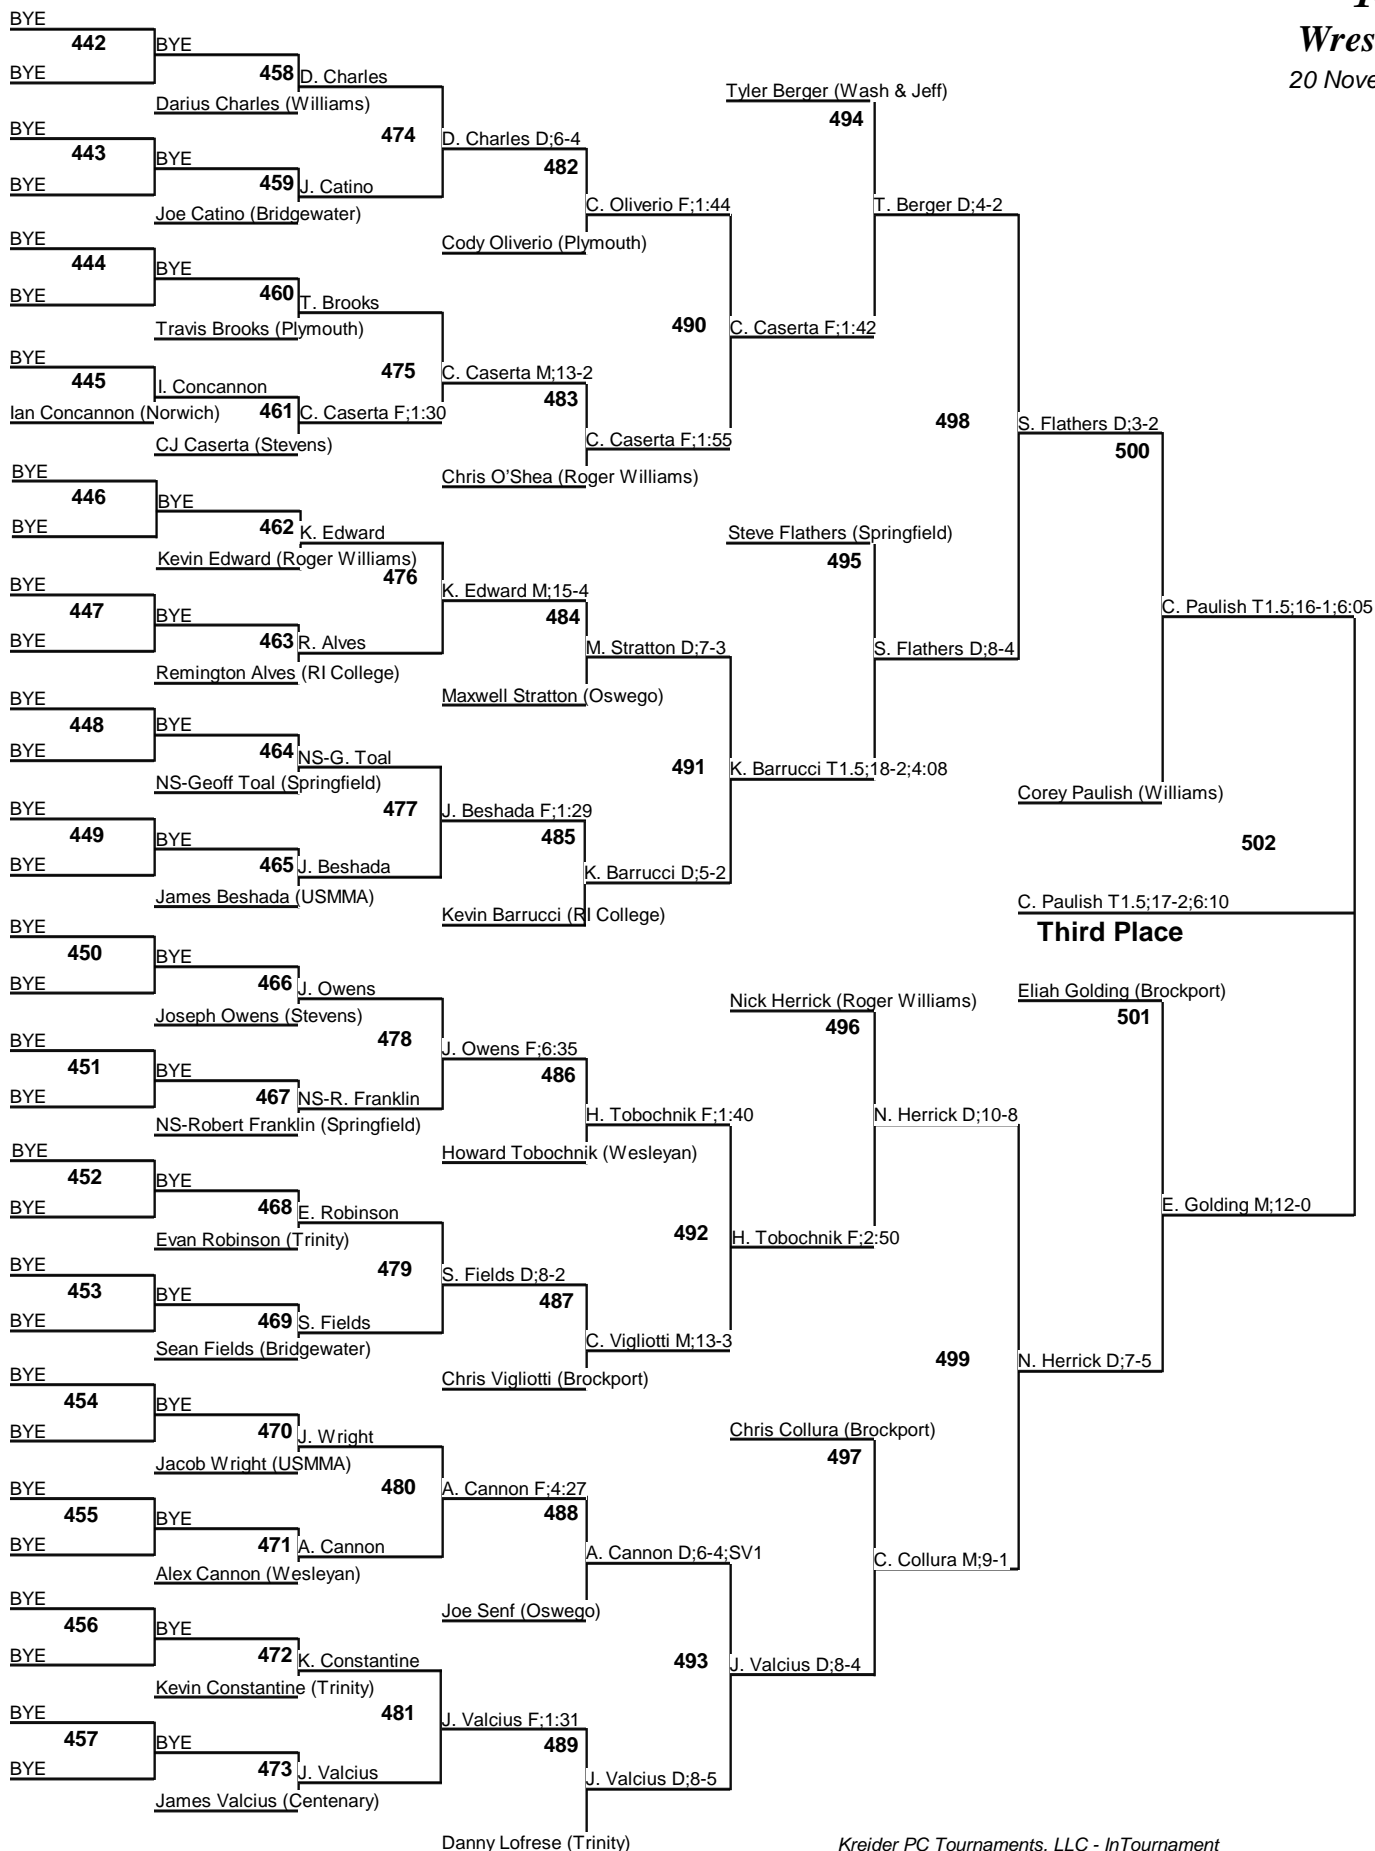 Wres
20 Nove
BYE
442
BYE
BYE
458
D. Charles
Darius Charles (Williams)
474
BYE
443
BYE
BYE
459
J. Catino
Joe Catino (Bridgewater)
D. Charles D;6-4
482
C. Oliverio F;1:44
Cody Oliverio (Plymouth)
BYE
444
BYE
BYE
460
T. Brooks
Travis Brooks (Plymouth)
475
BYE
445
I. Concannon
Ian Concannon (Norwich)
461
C. Caserta F;1:30
CJ Caserta (Stevens)
C. Caserta M;13-2
483
C. Caserta F;1:55
Chris O'Shea (Roger Williams)
490
C. Caserta F;1:42
Tyler Berger (Wash & Jeff)
494
T. Berger D;4-2
BYE
446
BYE
BYE
462
K. Edward
Kevin Edward (Roger Williams)
476
BYE
447
BYE
BYE
463
R. Alves
Remington Alves (RI College)
K. Edward M;15-4
484
M. Stratton D;7-3
Maxwell Stratton (Oswego)
BYE
448
BYE
BYE
464
NS-G. Toal
NS-Geoff Toal (Springfield)
477
BYE
449
BYE
BYE
465
J. Beshada
James Beshada (USMMA)
J. Beshada F;1:29
485
K. Barrucci D;5-2
Kevin Barrucci (RI College)
491
K. Barrucci T1.5;18-2;4:08
Steve Flathers (Springfield)
495
S. Flathers D;8-4
498
S. Flathers D;3-2
500
Corey Paulish (Williams)
C. Paulish T1.5;16-1;6:05
502
C. Paulish T1.5;17-2;6:10
Third Place
BYE
450
BYE
BYE
466
J. Owens
Joseph Owens (Stevens)
478
BYE
451
BYE
BYE
467
NS-R. Franklin
NS-Robert Franklin (Springfield)
J. Owens F;6:35
486
H. Tobochnik F;1:40
Howard Tobochnik (Wesleyan)
BYE
452
BYE
BYE
468
E. Robinson
Evan Robinson (Trinity)
479
BYE
453
BYE
BYE
469
S. Fields
Sean Fields (Bridgewater)
S. Fields D;8-2
487
C. Vigliotti M;13-3
Chris Vigliotti (Brockport)
492
H. Tobochnik F;2:50
Nick Herrick (Roger Williams)
496
N. Herrick D;10-8
BYE
454
BYE
BYE
470
J. Wright
Jacob Wright (USMMA)
480
BYE
455
BYE
BYE
471
A. Cannon
Alex Cannon (Wesleyan)
A. Cannon F;4:27
488
A. Cannon D;6-4;SV1
Joe Senf (Oswego)
BYE
456
BYE
BYE
472
K. Constantine
Kevin Constantine (Trinity)
481
BYE
457
BYE
BYE
473
J. Valcius
James Valcius (Centenary)
J. Valcius F;1:31
489
J. Valcius D;8-5
Danny Lofrese (Trinity)
493
J. Valcius D;8-4
Chris Collura (Brockport)
497
C. Collura M;9-1
499
N. Herrick D;7-5
Eliah Golding (Brockport)
501
E. Golding M;12-0
Kreider PC Tournaments, LLC - InTournament